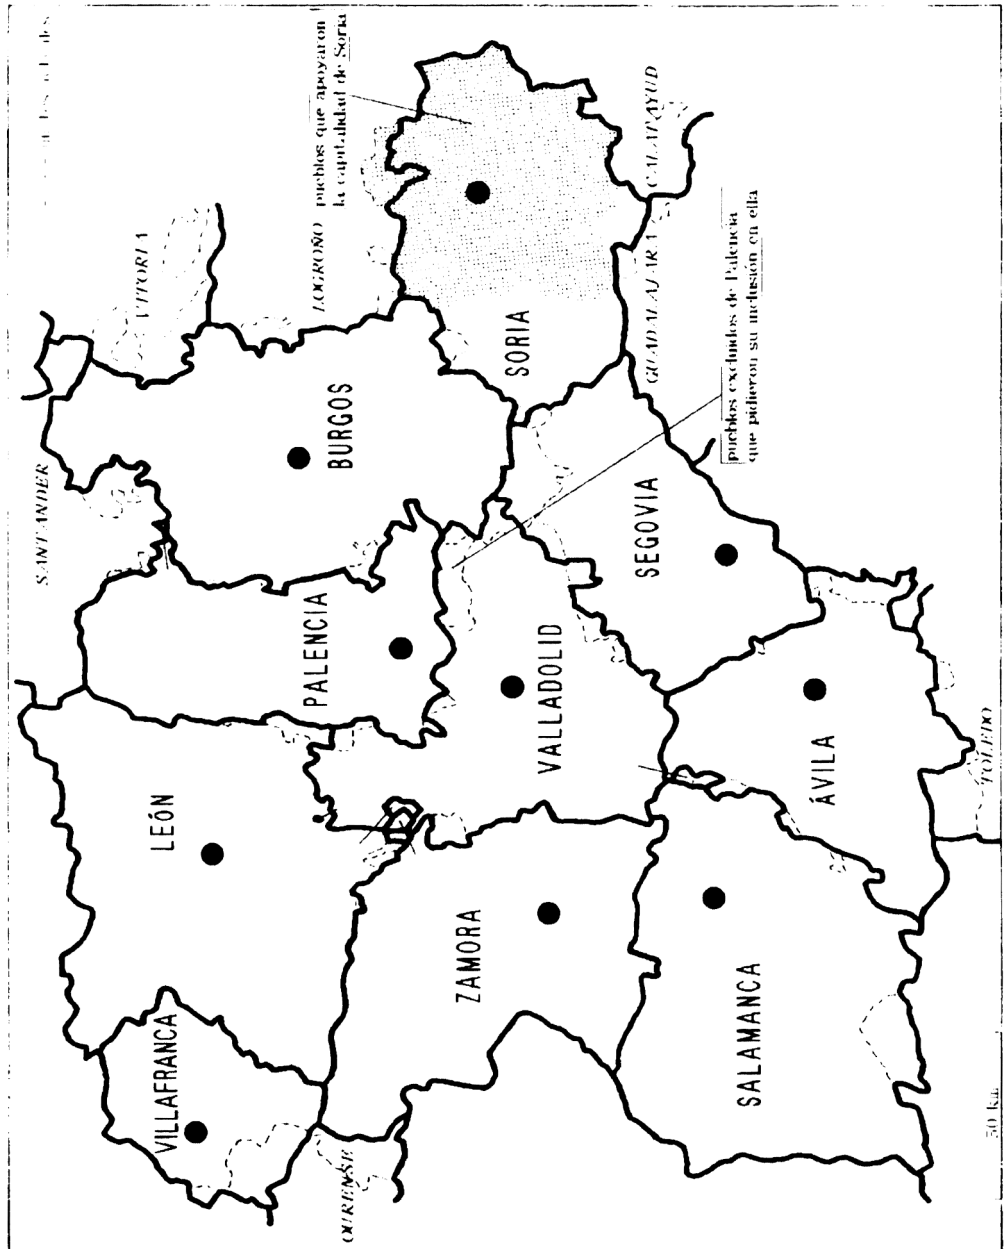 SANTANDER
VITORIA
LOGROÑO
pueblos que apoyaron
la capitalidad de Soria
BURGOS
SORIA
CALATAYUD
GUADALAJARA
pueblos excluidos de Palencia
que pidieron su inclusión en ella
PALENCIA
LEÓN
VILLAFRANCA
OURENSE
VALLADOLID
ZAMORA
SEGOVIA
ÁVILA
SALAMANCA
TOLEDO